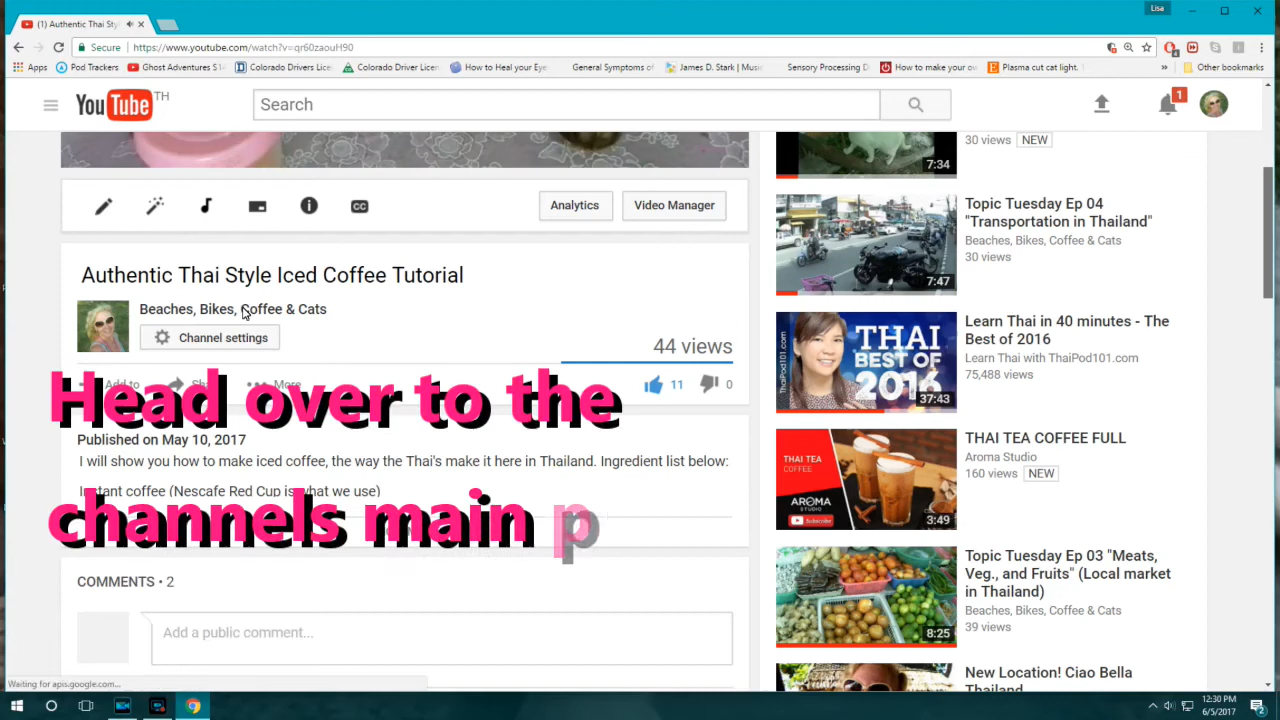 Lisa
(1) Authentic Thai Sty
Secure
https://www.youtube.com/watch?v=qr60zaouH90
Apps
Pod Trackers
Ghost Adventures S1
Colorado Drivers Licen
Colorado Driver Licen
How to Heal your Eye
General Symptoms of
James D. Stark | Music
Sensory Processing D
How to make your ow
Plasma cut cat light.
»
Other bookmarks
YouTube TH
Search
1
30 views NEW
7:34
CC
Analytics
Video Manager
Topic Tuesday Ep 04
"Transportation in Thailand"
Beaches, Bikes, Coffee & Cats
30 views
7:47
Authentic Thai Style Iced Coffee Tutorial
Beaches, Bikes, Coffee & Cats
Channel settings
44 views
11
0
More
Head over to the
channels main p
Published on May 10, 2017
I will show you how to make iced coffee, the way the Thai's make it here in Thailand. Ingredient list below:
Instant coffee (Nescafe Red Cup is what we use)
COMMENTS • 2
Add a public comment...
Learn Thai in 40 minutes - The
Best of 2016
Learn Thai with ThaiPod101.com
75,488 views
ThaiPod101.com
THAI
BEST OF
2016
37:43
THAI TEA COFFEE FULL
Aroma Studio
160 views NEW
THAI TEA
COFFEE
AROMA
STUDIO
Subscribe
3:49
Topic Tuesday Ep 03 "Meats,
Veg., and Fruits" (Local market
in Thailand)
Beaches, Bikes, Coffee & Cats
39 views
8:25
New Location! Ciao Bella
Thailand
Waiting for apis.google.com...
12:30 PM
6/5/2017
2